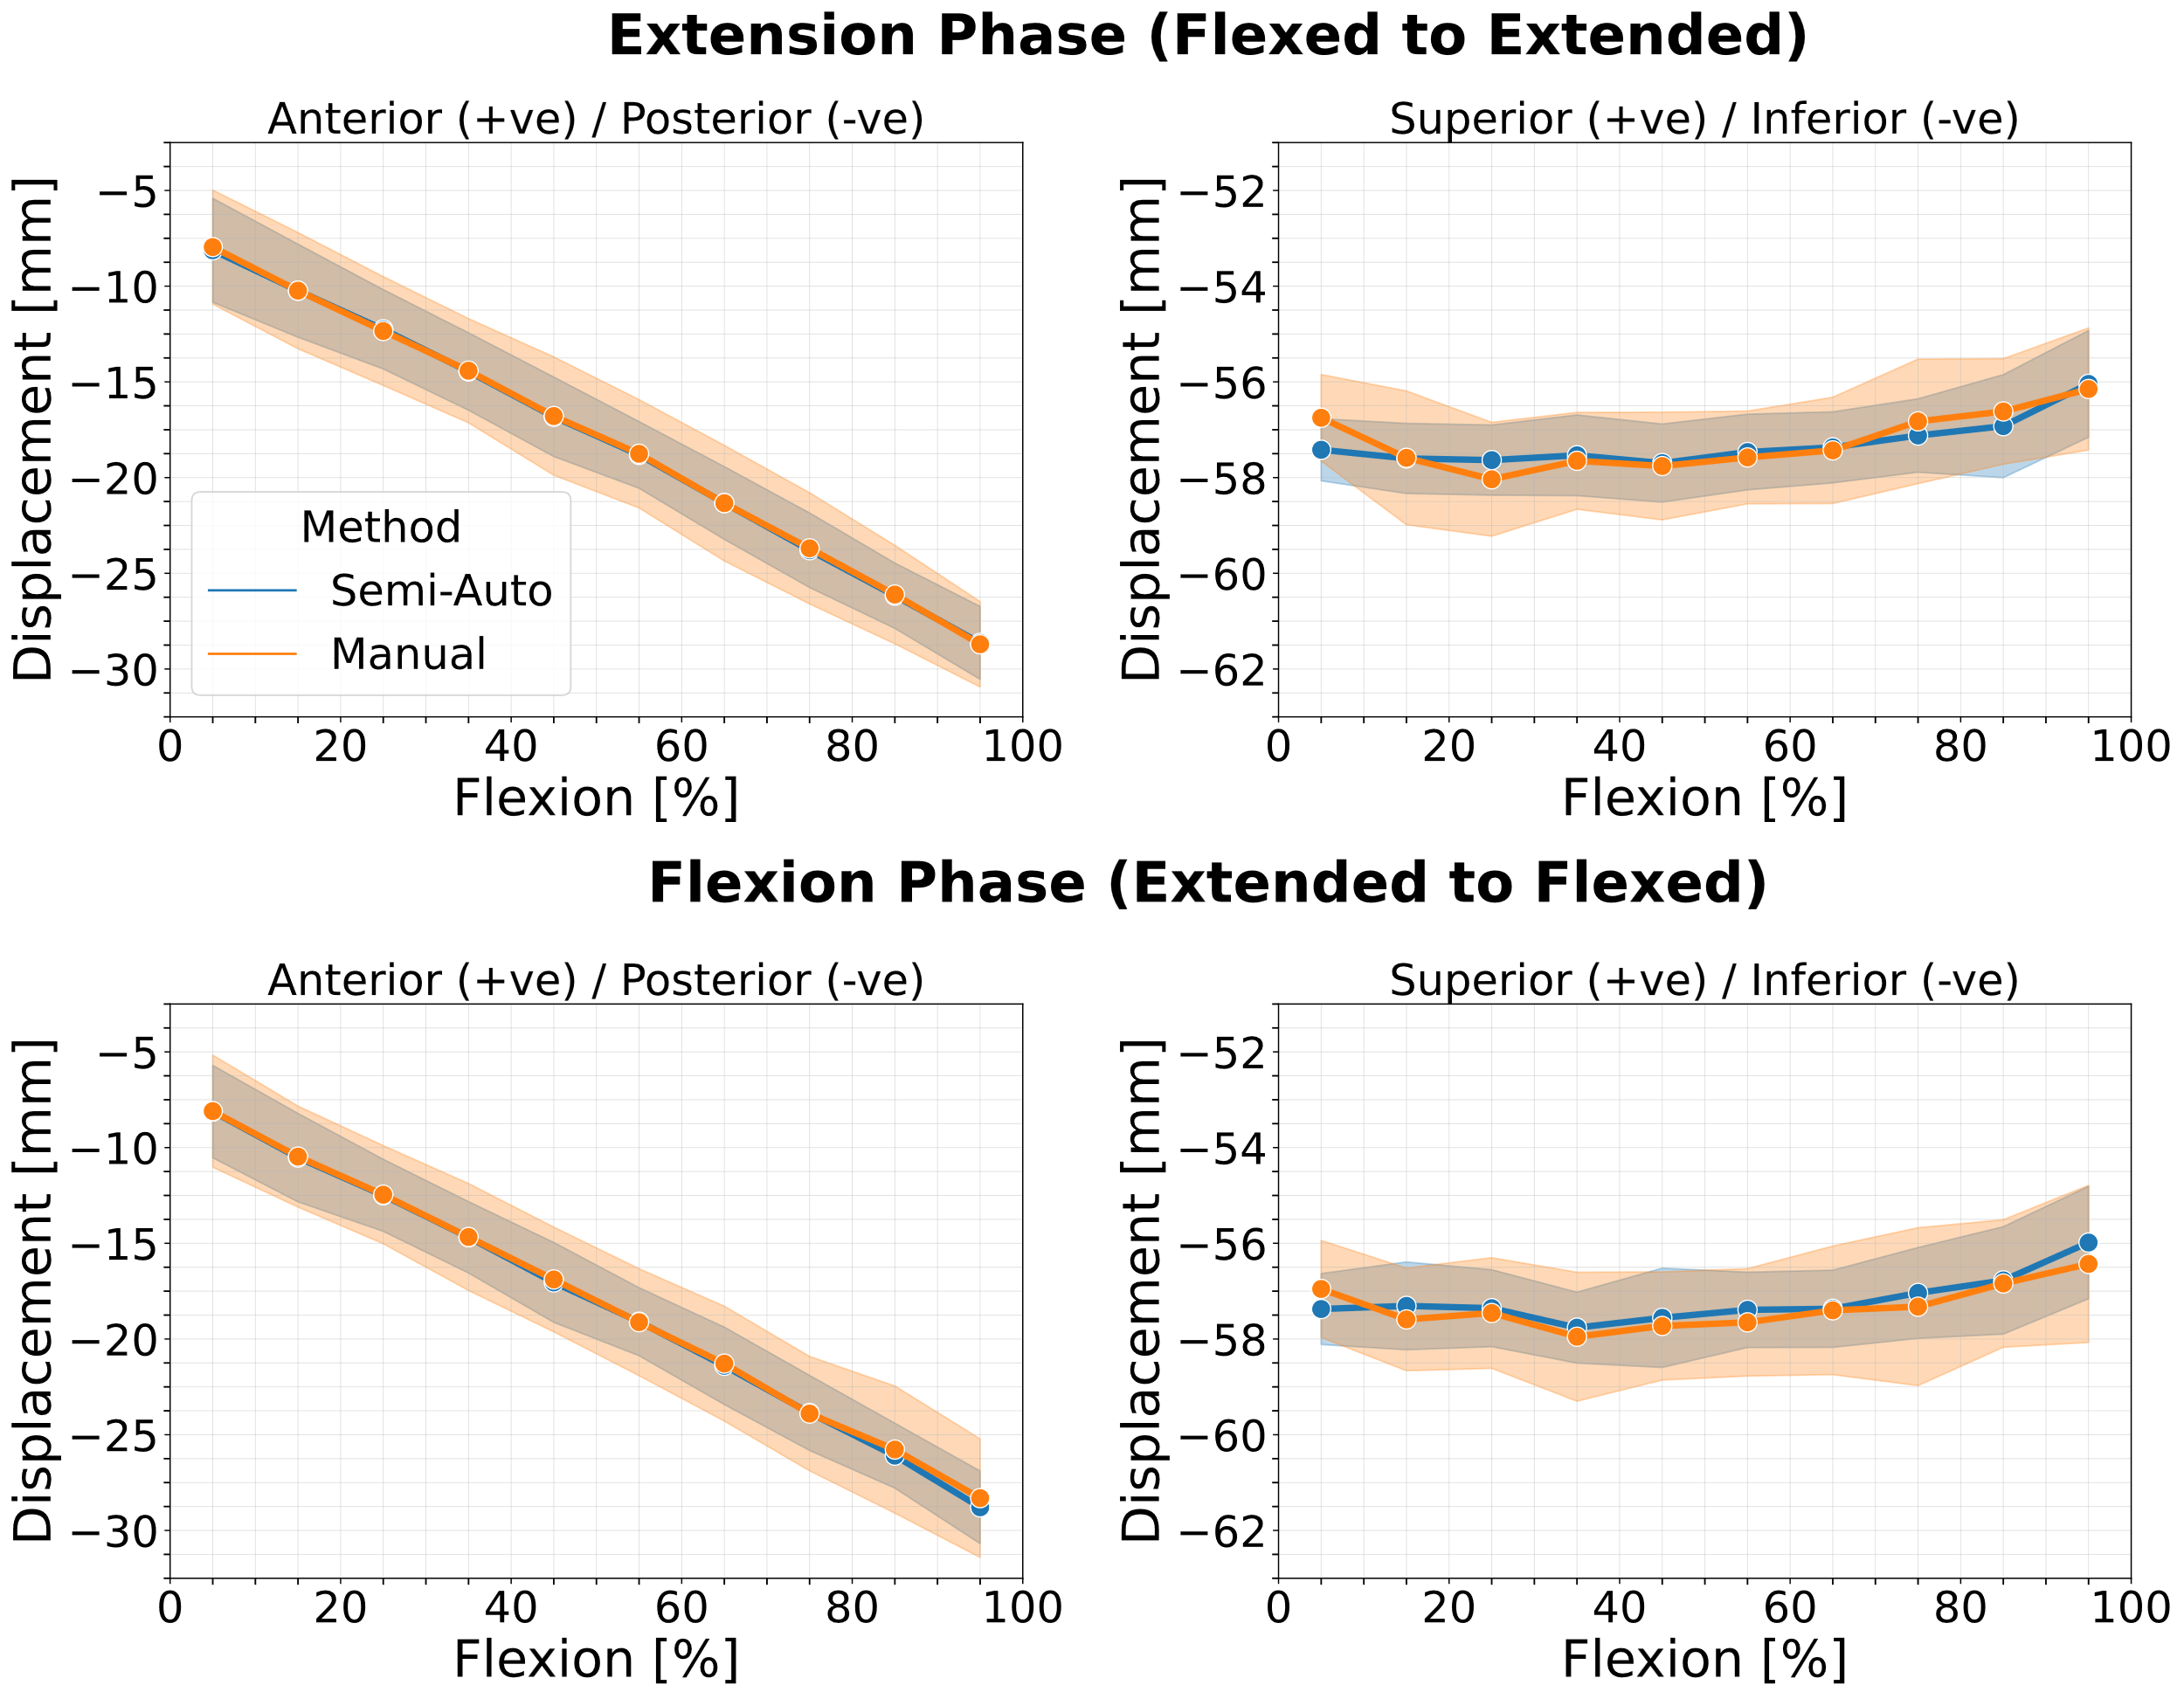 Extension Phase (Flexed to Extended)
Anterior (+ve) / Posterior (-ve)
Displacement [mm]
−5
−10
−15
−20
−25
−30
Method
Semi-Auto
Manual
0 20 40 60 80 100
Flexion [%]
Superior (+ve) / Inferior (-ve)
Displacement [mm]
−52
−54
−56
−58
−60
−62
0 20 40 60 80 100
Flexion [%]
Flexion Phase (Extended to Flexed)
Anterior (+ve) / Posterior (-ve)
Displacement [mm]
−5
−10
−15
−20
−25
−30
0 20 40 60 80 100
Flexion [%]
Superior (+ve) / Inferior (-ve)
Displacement [mm]
−52
−54
−56
−58
−60
−62
0 20 40 60 80 100
Flexion [%]